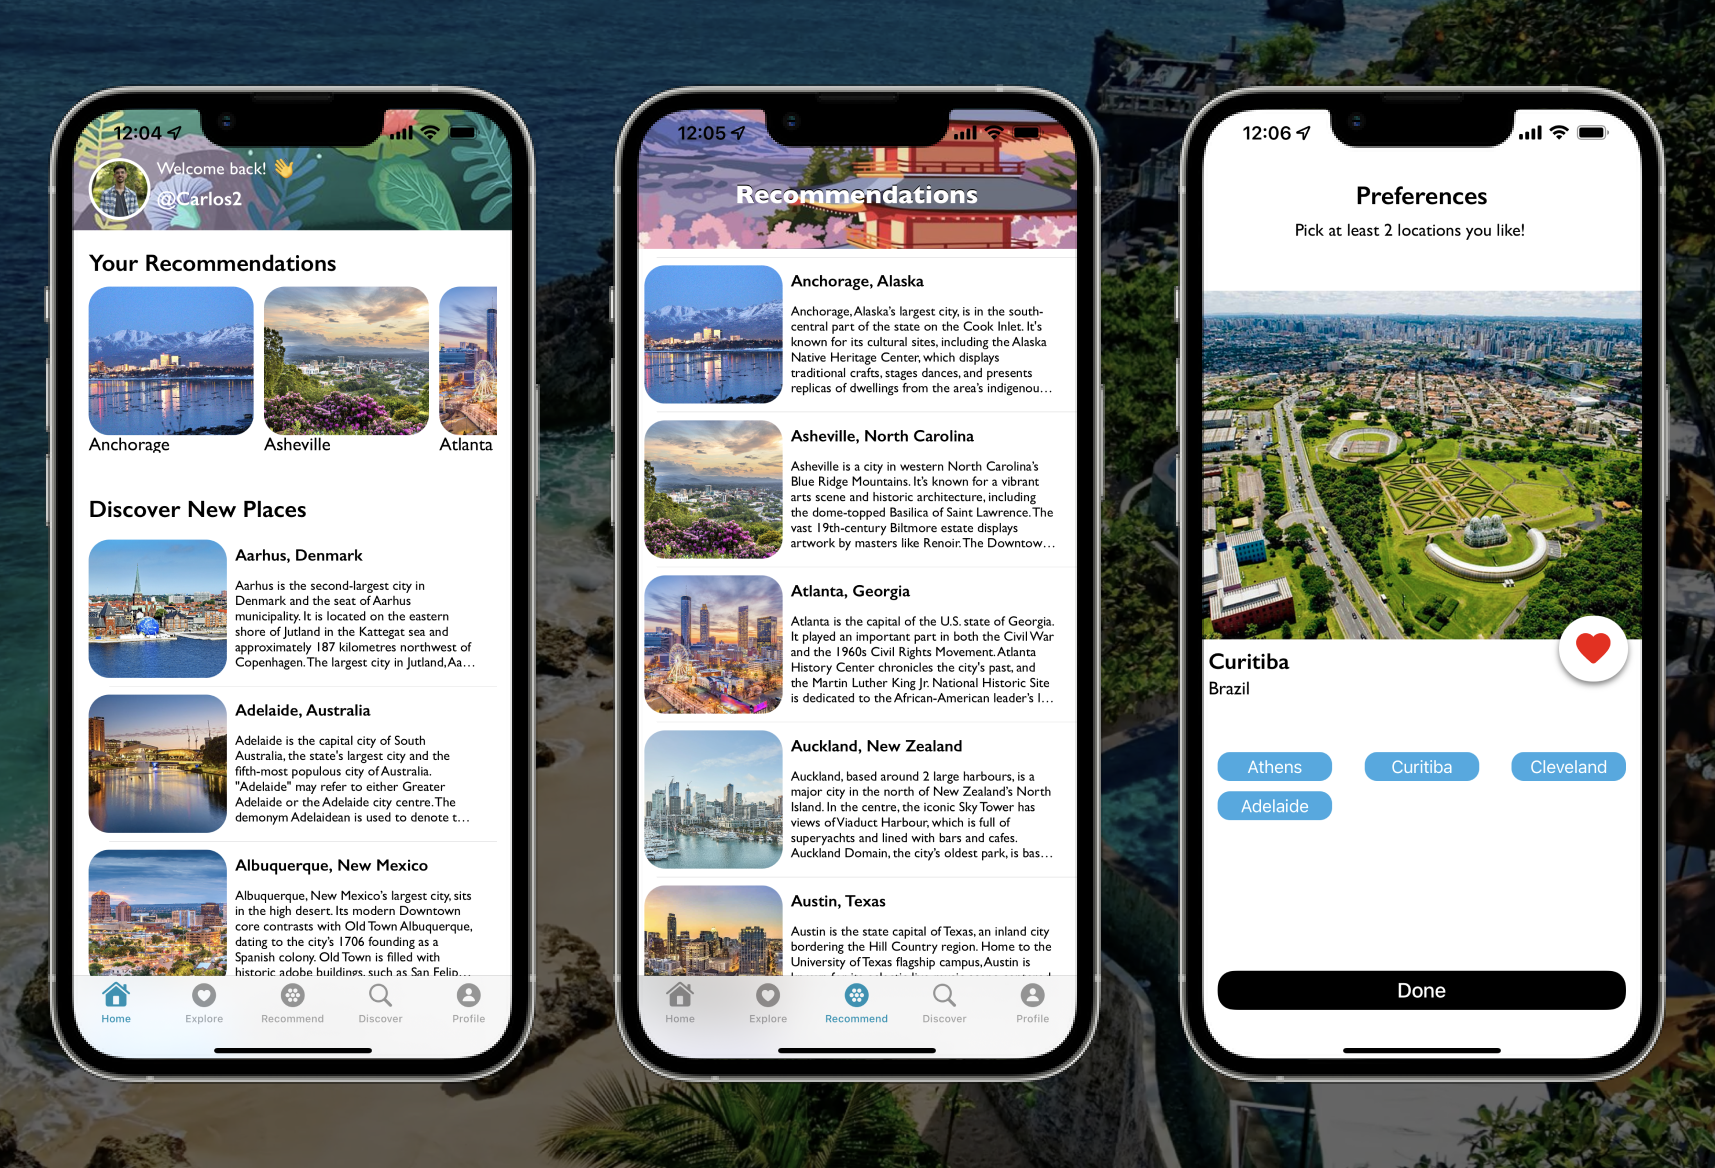 12:04
Welcome back! 👋
@Carlos2
Your Recommendations
Anchorage
Asheville
Atlanta
Discover New Places
Aarhus, Denmark
Aarhus is the second-largest city in
Denmark and the seat of Aarhus
municipality. It is located on the eastern
shore of Jutland in the Kattegat sea and
approximately 187 kilometres northwest of
Copenhagen. The largest city in Jutland, Aa...
Adelaide, Australia
Adelaide is the capital city of South
Australia, the state's largest city and the
fifth-most populous city of Australia.
"Adelaide" may refer to either Greater
Adelaide or the Adelaide city centre. The
demonym Adelaidean is used to denote t...
Albuquerque, New Mexico
Albuquerque, New Mexico's largest city, sits
in the high desert. Its modern Downtown
core contrasts with Old Town Albuquerque,
dating to the city's 1706 founding as a
Spanish colony. Old Town is filled with
historic adobe buildings, such as San Felip...
Home
Explore
Recommend
Discover
Profile
12:05
Recommendations
Anchorage, Alaska
Anchorage, Alaska's largest city, is in the south-
central part of the state on the Cook Inlet. It's
known for its cultural sites, including the Alaska
Native Heritage Center, which displays
traditional crafts, stages dances, and presents
replicas of dwellings from the area's indigenou...
Asheville, North Carolina
Asheville is a city in western North Carolina's
Blue Ridge Mountains. It's known for a vibrant
arts scene and historic architecture, including
the dome-topped Basilica of Saint Lawrence. The
vast 19th-century Biltmore estate displays
artwork by masters like Renoir. The Downtow...
Atlanta, Georgia
Atlanta is the capital of the U.S. state of Georgia.
It played an important part in both the Civil War
and the 1960s Civil Rights Movement. Atlanta
History Center chronicles the city's past, and
the Martin Luther King Jr. National Historic Site
is dedicated to the African-American leader's l...
Auckland, New Zealand
Auckland, based around 2 large harbours, is a
major city in the north of New Zealand's North
Island. In the centre, the iconic Sky Tower has
views of Viaduct Harbour, which is full of
superyachts and lined with bars and cafes.
Auckland Domain, the city's oldest park, is bas...
Austin, Texas
Austin is the state capital of Texas, an inland city
bordering the Hill Country region. Home to the
University of Texas flagship campus, Austin is
Home
Explore
Recommend
Discover
Profile
12:06
Preferences
Pick at least 2 locations you like!
Curitiba
Brazil
Athens
Curitiba
Cleveland
Adelaide
Done